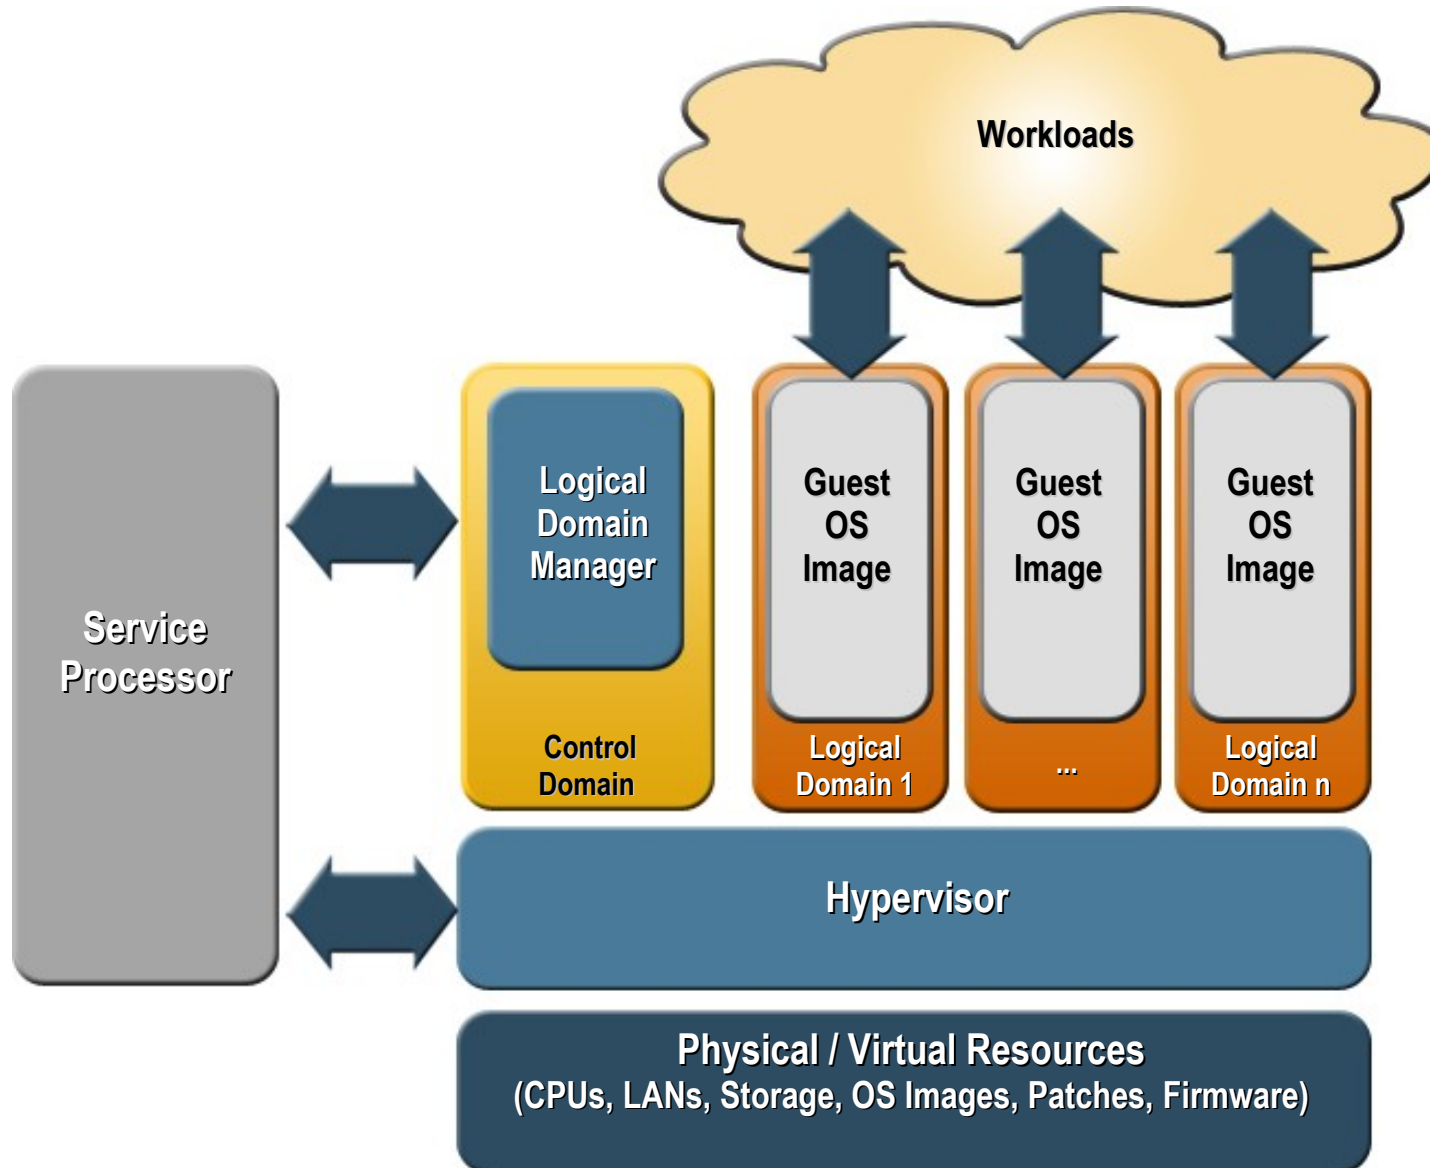 Workloads
Service
Processor
Logical
Domain
Manager
Control
Domain
Guest
OS
Image
Logical
Domain 1
Guest
OS
Image
...
Guest
OS
Image
Logical
Domain n
Hypervisor
Physical / Virtual Resources
(CPUs, LANs, Storage, OS Images, Patches, Firmware)